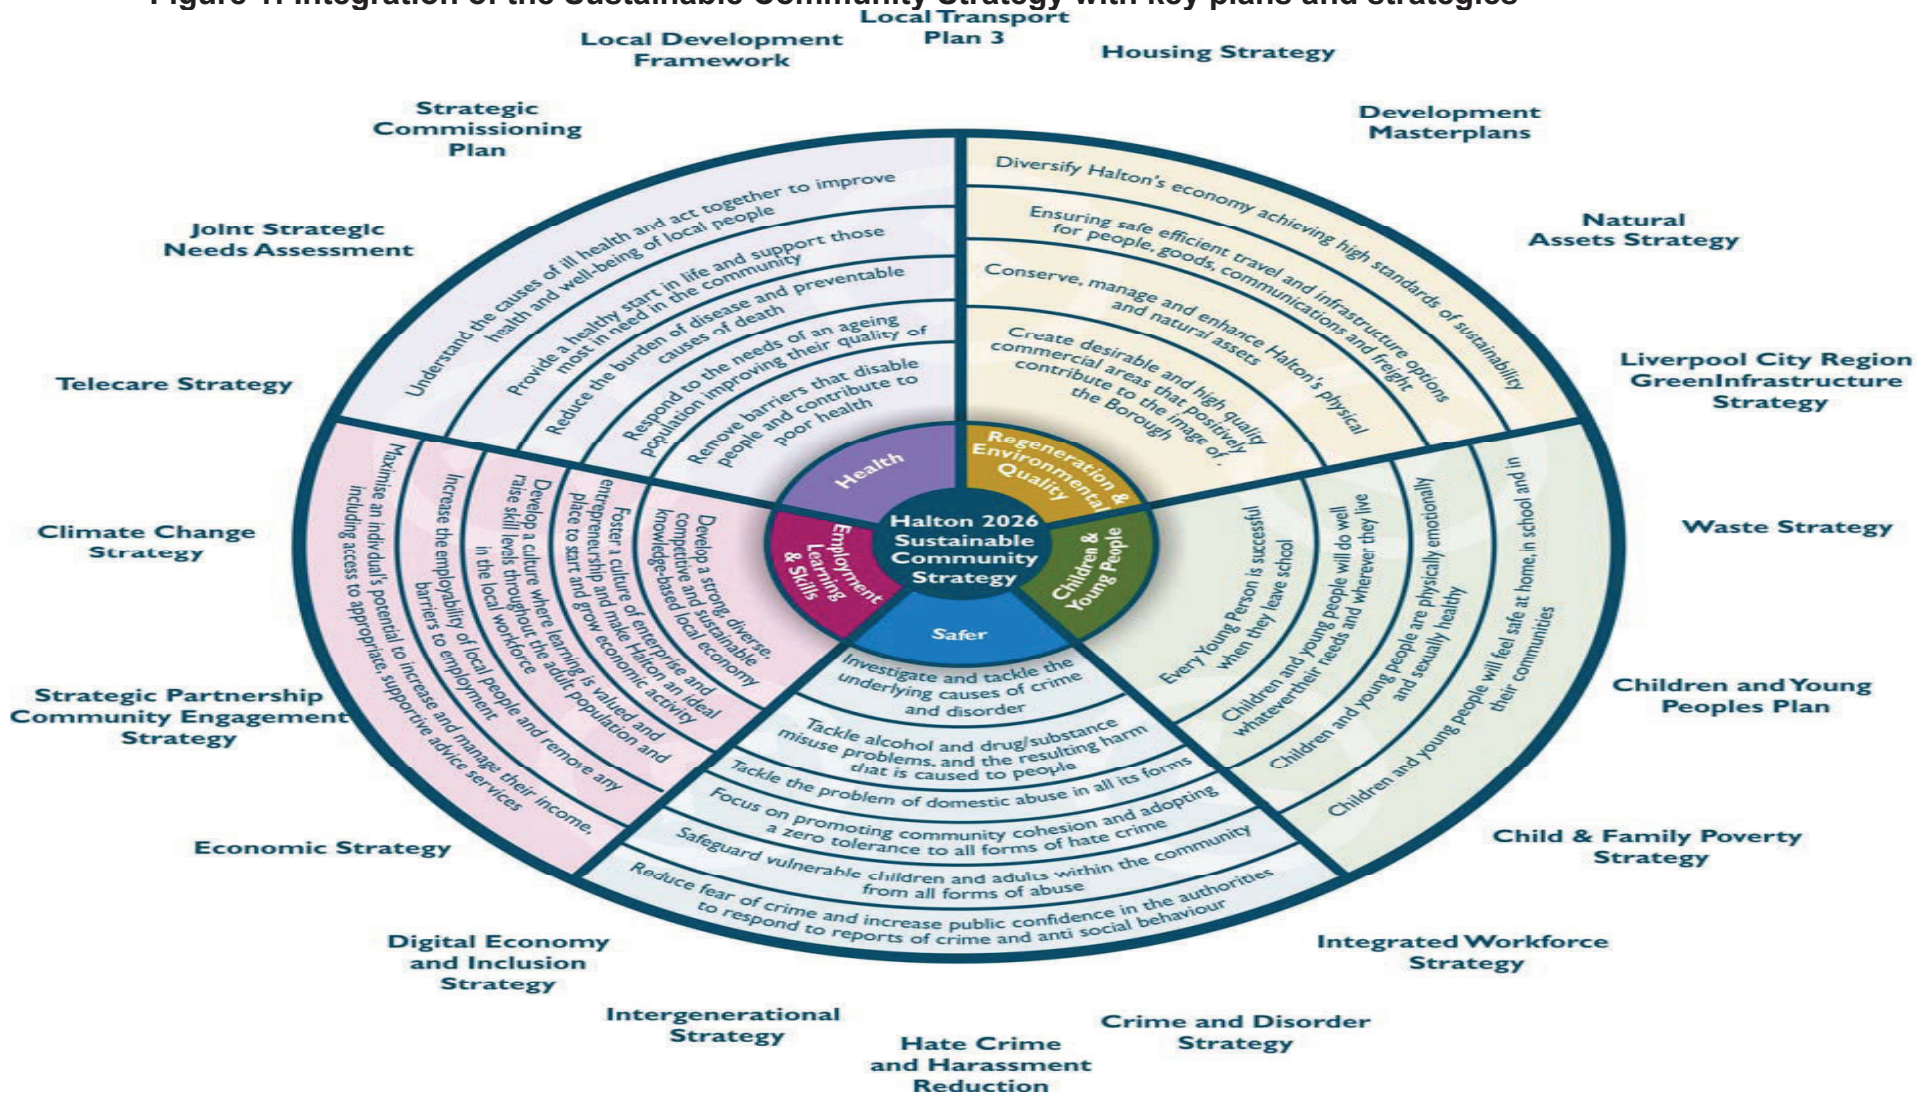 Figure 1: Integration of the Sustainable Community Strategy with key plans and strategies
Local Transport
Plan 3
Local Development
Framework
Housing Strategy
Strategic
Commissioning
Plan
Development
Masterplans
Joint Strategic
Needs Assessment
Natural
Assets Strategy
Telecare Strategy
Liverpool City Region
GreenInfrastructure
Strategy
Climate Change
Strategy
Waste Strategy
Strategic Partnership
Community Engagement
Strategy
Children and Young
Peoples Plan
Economic Strategy
Child & Family Poverty
Strategy
Digital Economy
and Inclusion
Strategy
Integrated Workforce
Strategy
Intergenerational
Strategy
Hate Crime
and Harassment
Reduction
Crime and Disorder
Strategy
Halton 2026
Sustainable
Community
Strategy
Health
Understand the causes of ill health and act together to improve
health and well-being of local people
Provide a healthy start in life and support those
most in need in the community
Reduce the burden of disease and preventable
causes of death
Respond to the needs of an ageing
population improving their quality of
Remove barriers that disable
people and contribute to
poor health
Regeneration &
Environmental
Quality
Diversify Halton's economy achieving high standards of sustainability
Ensuring safe efficient travel and infrastructure options
for people, goods, communications and freight
Conserve, manage and enhance Halton's physical
and natural assets
Create desirable and high quality
commercial areas that positively
contribute to the image of .
the Borough
Children &
Young People
Every Young Person is successful
when they leave school
Children and young people will do well
whatevertheir needs and wherever they live
Children and young people are physically emotionally
and sexually healthy
Children and young people will feel safe at home, in school and in
their communities
Safer
Investigate and tackle the
underlying causes of crime
and disorder
Tackle alcohol and drug/substance
misuse problems. and the resulting harm
that is caused to people
Tackle the problem of domestic abuse in all its forms
Focus on promoting community cohesion and adopting
a zero tolerance to all forms of hate crime
Safeguard vulnerable children and adults within the community
from all forms of abuse
Reduce fear of crime and increase public confidence in the authorities
to respond to reports of crime and anti social behaviour
Employment
Learning
& Skills
Develop a strong, diverse,
competitive and sustainable
knowledge-based local economy
Foster a culture of enterprise and
entrepreneurship and make Halton an ideal
place to start and grow economic activity
Develop a culture where learning is valued and
raise skill levels throughout the adult population and
in the local workforce
Increase the employability of local people and remove any
barriers to employment
Maximise an individual's potential to increase and manage their income,
including access to appropriate, supportive advice services